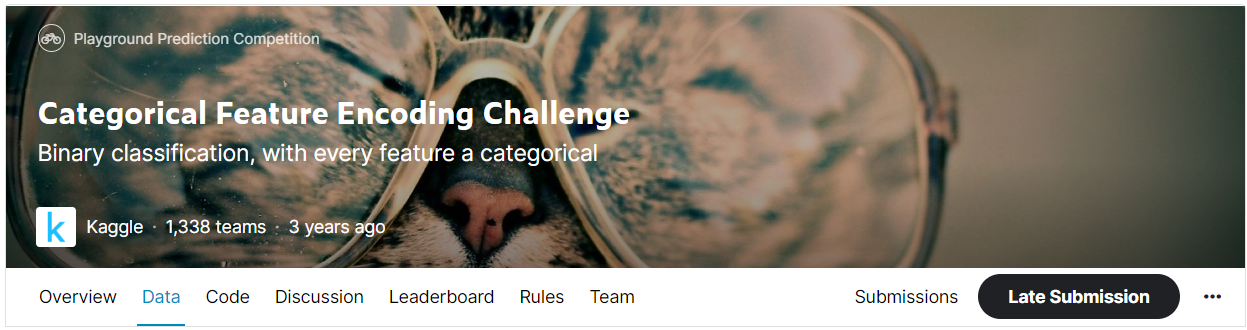 Playground Prediction Competition
Categorical Feature Encoding Challenge
Binary classification, with every feature a categorical
k Kaggle · 1,338 teams · 3 years ago
Overview Data Code Discussion Leaderboard Rules Team Submissions Late Submission ...